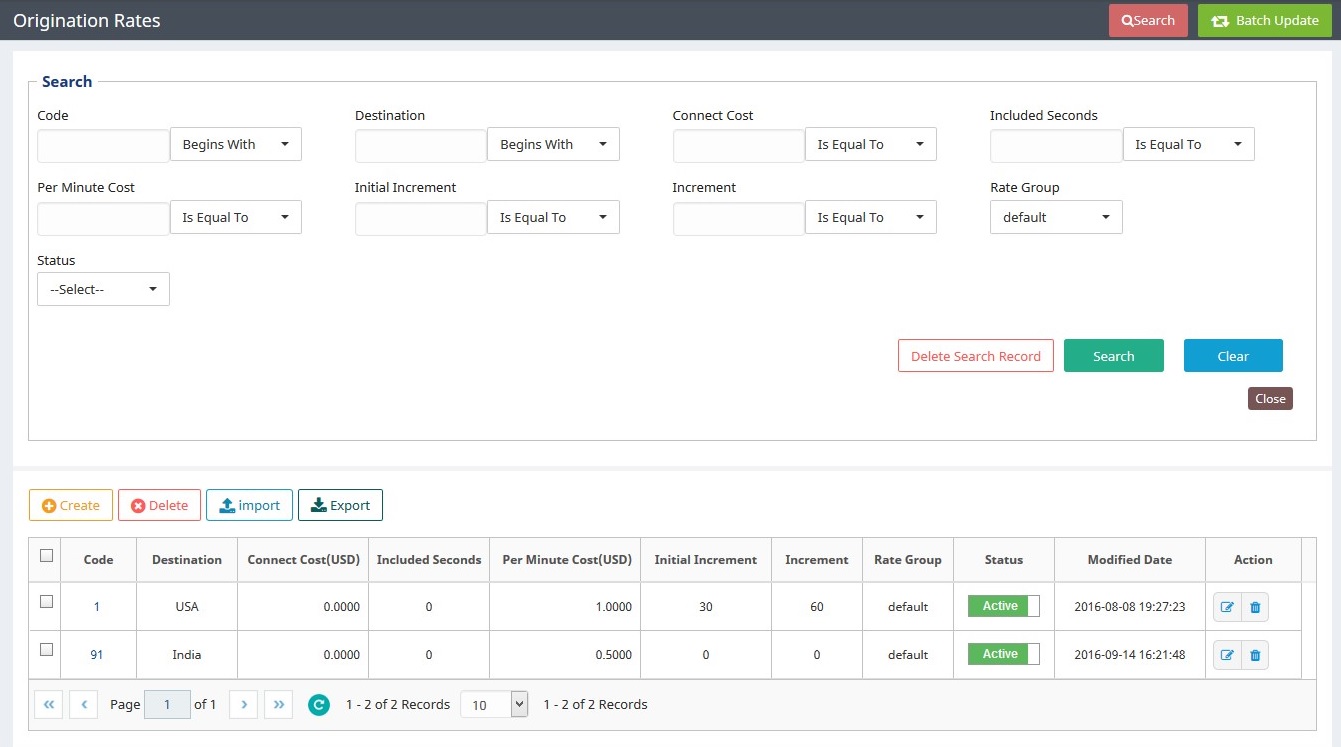 Origination Rates Search Batch Update
Search
Code Destination Connect Cost Included Seconds
Begins With Begins With Is Equal To Is Equal To
Per Minute Cost Initial Increment Increment Rate Group
Is Equal To Is Equal To Is Equal To default
Status
--Select--
Delete Search Record Search Clear
Close
Create Delete import Export
Code Destination Connect Cost(USD) Included Seconds Per Minute Cost(USD) Initial Increment Increment Rate Group Status Modified Date Action
1 USA 0.0000 0 1.0000 30 60 default Active 2016-08-08 19:27:23
91 India 0.0000 0 0.5000 0 0 default Active 2016-09-14 16:21:48
Page 1 of 1 1 - 2 of 2 Records 10 1 - 2 of 2 Records